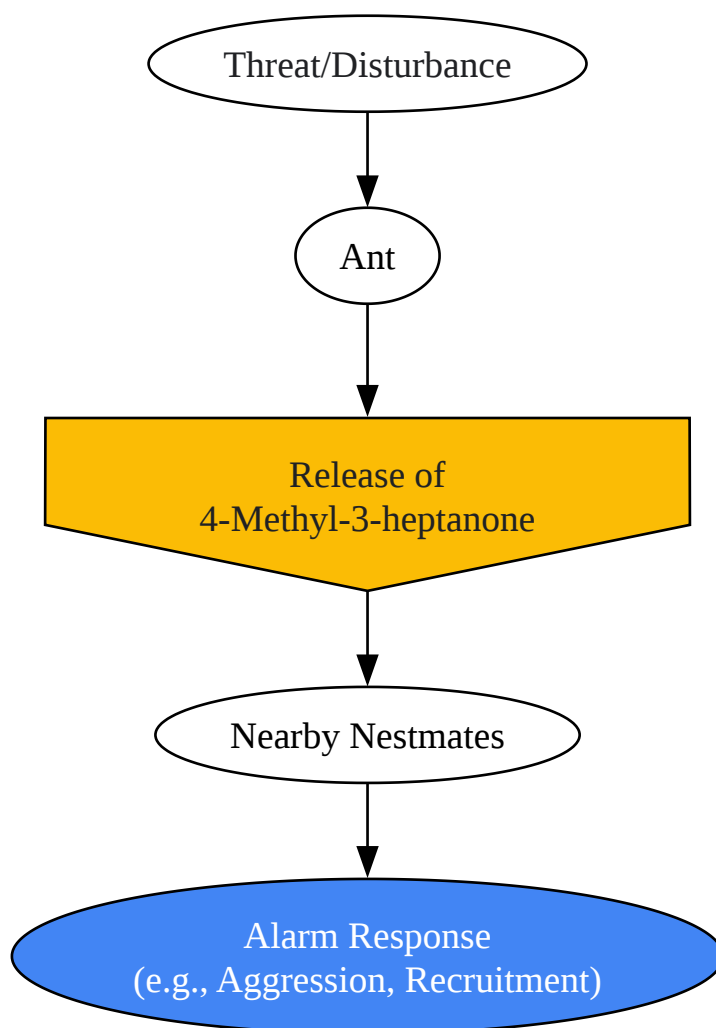 Threat/Disturbance
Ant
Release of
4-Methyl-3-heptanone
Nearby Nestmates
Alarm Response
(e.g., Aggression, Recruitment)